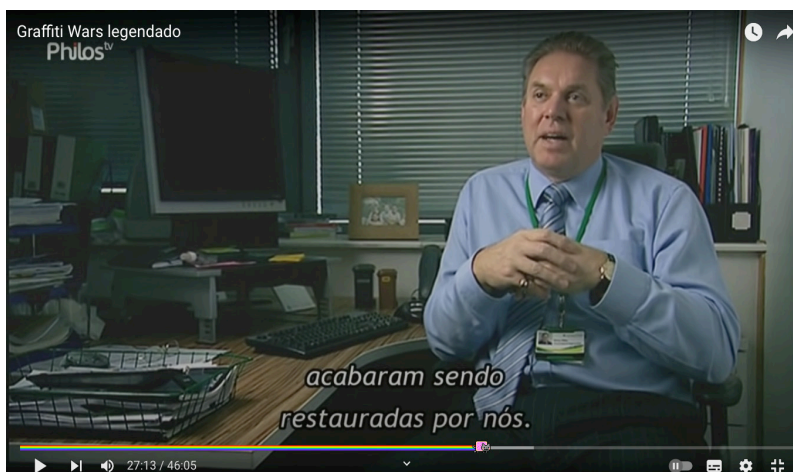 Graffiti Wars legendado
Philos tv
acabaram sendo
restauradas por nós.
27:13 / 46:05